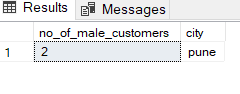 Results Messages
no_of_male_customers city
1 2 pune